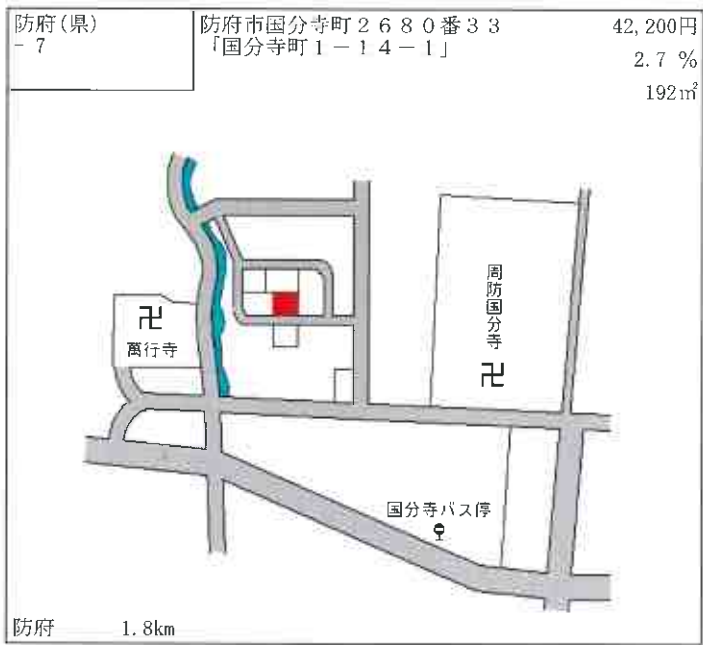 防府(県)
- 7
防府市国分寺町２６８０番３３
「国分寺町１－１４－１」
42,200円
2.7 %
192㎡
周防国分寺
卍
卍
萬行寺
国分寺バス停
防府 1.8km